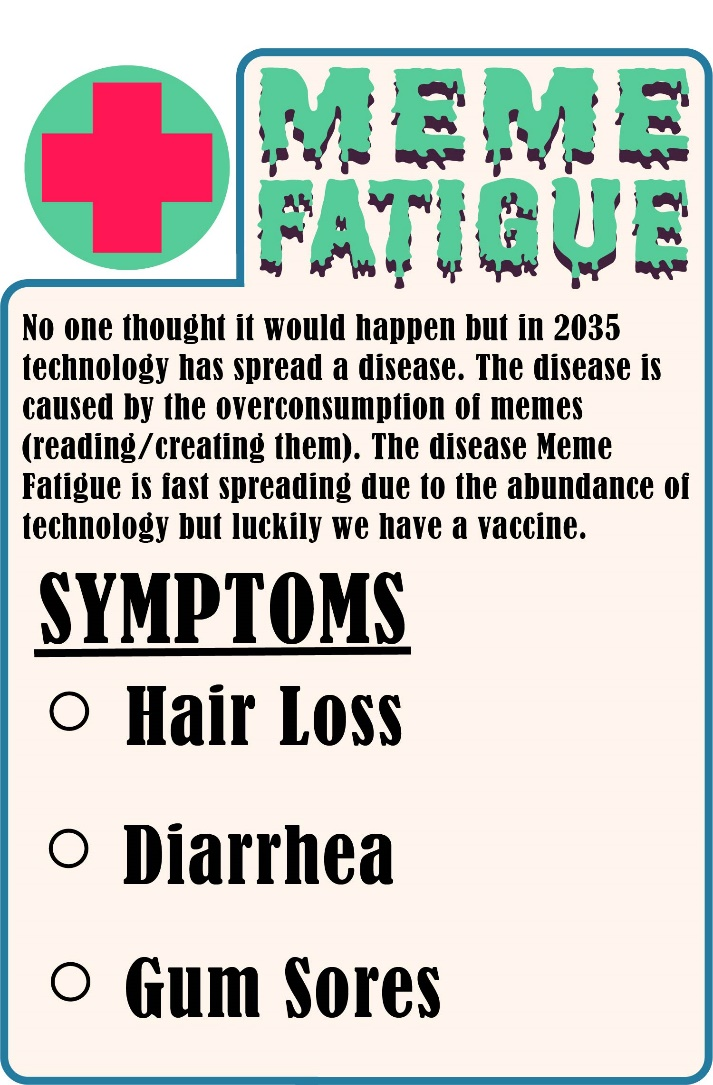 MEME
FATIGUE
No one thought it would happen but in 2035
technology has spread a disease. The disease is
caused by the overconsumption of memes
(reading/creating them). The disease Meme
Fatigue is fast spreading due to the abundance of
technology but luckily we have a vaccine.
SYMPTOMS
Hair Loss
Diarrhea
Gum Sores